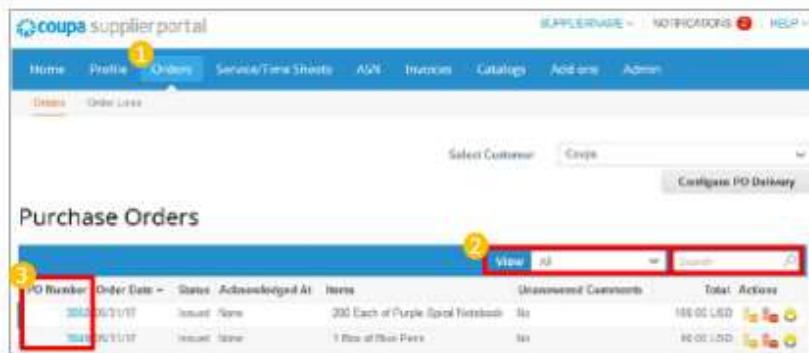 coupa supplier portal
SUPPLIERNAME NOTIFICATIONS 2 HELP
1
Home Profile Orders Service/Time Sheets ASN Invoices Catalogs Add-ons Admin
Orders Order Lines
Select Customer Coupa
Configure PO Delivery
Purchase Orders
2
View All Search
3
PO Number Order Date Status Acknowledged At Items Unanswered Comments Total Actions
Issued None 200 Each of Purple Spiral Notebook No USD
Issued None 1 Box of Blue Pens No USD